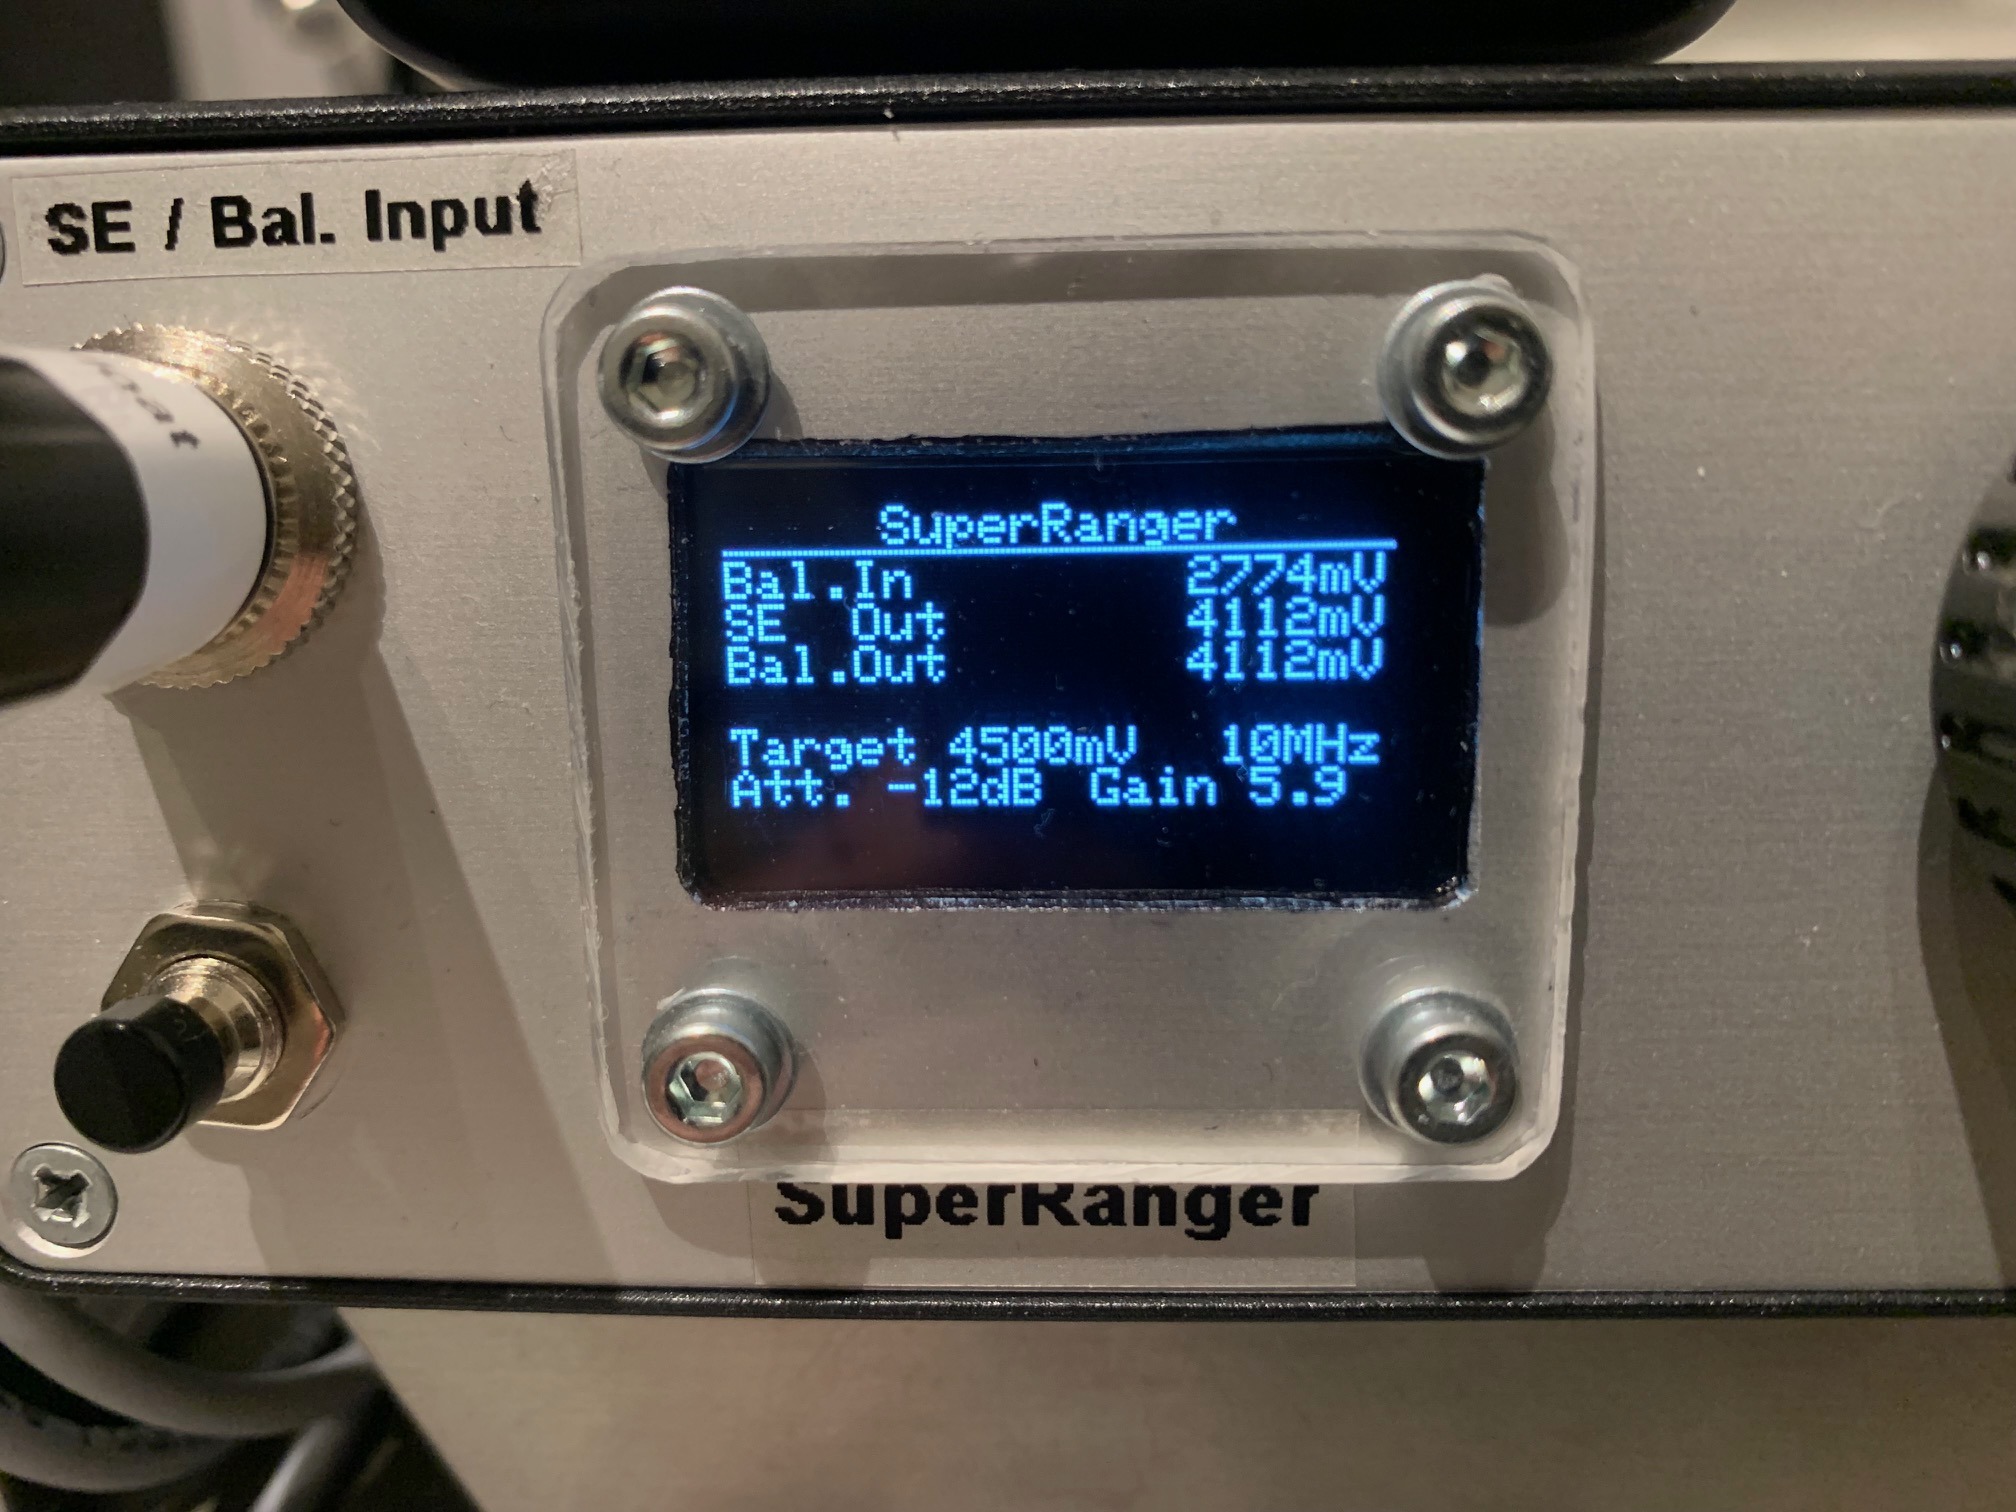 SE / Bal. Input
SuperRanger
Bal.In 2774mV
SE Out 4112mV
Bal.Out 4112mV
Target 4500mV 10MHz
Att. -12dB Gain 5.9
SuperRanger